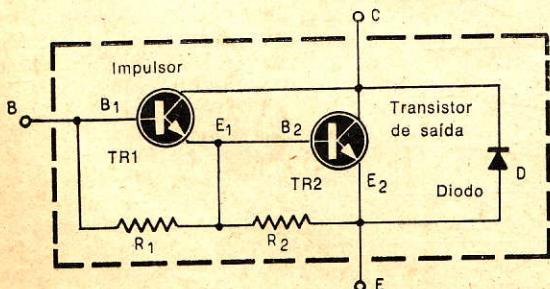 C
Impulsor
B
B1
E1
B2
Transistor
de saída
TR1
TR2
E2
Diodo
D
R1
R2
E